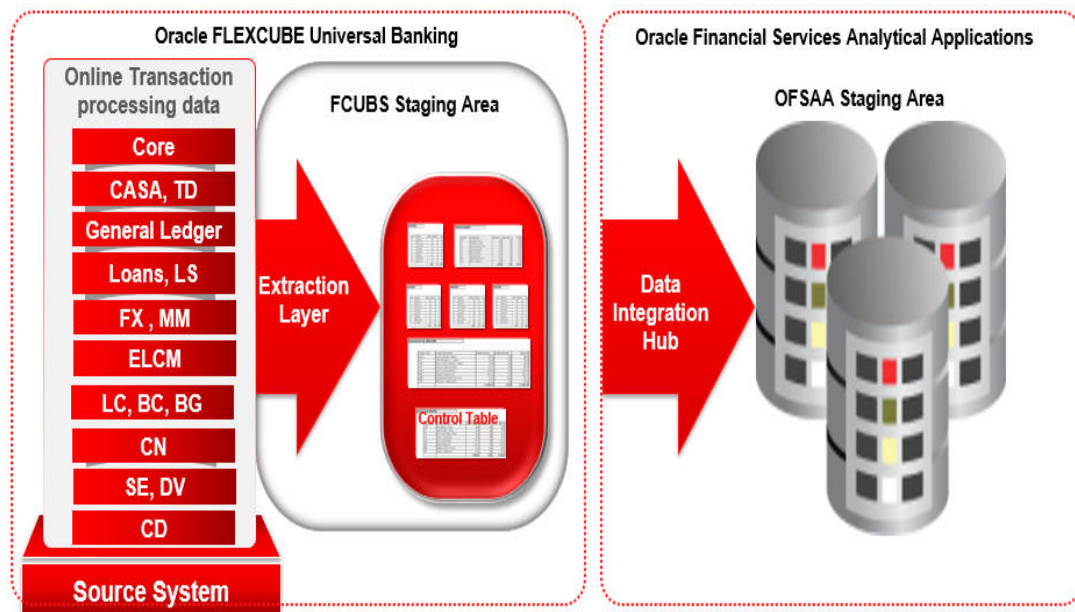 Oracle FLEXCUBE Universal Banking
Online Transaction
processing data
Core
CASA, TD
General Ledger
Loans, LS
FX , MM
ELCM
LC, BC, BG
CN
SE, DV
CD
Source System
Extraction
Layer
FCUBS Staging Area
Control Table
Oracle Financial Services Analytical Applications
Data
Integration
Hub
OFSAA Staging Area